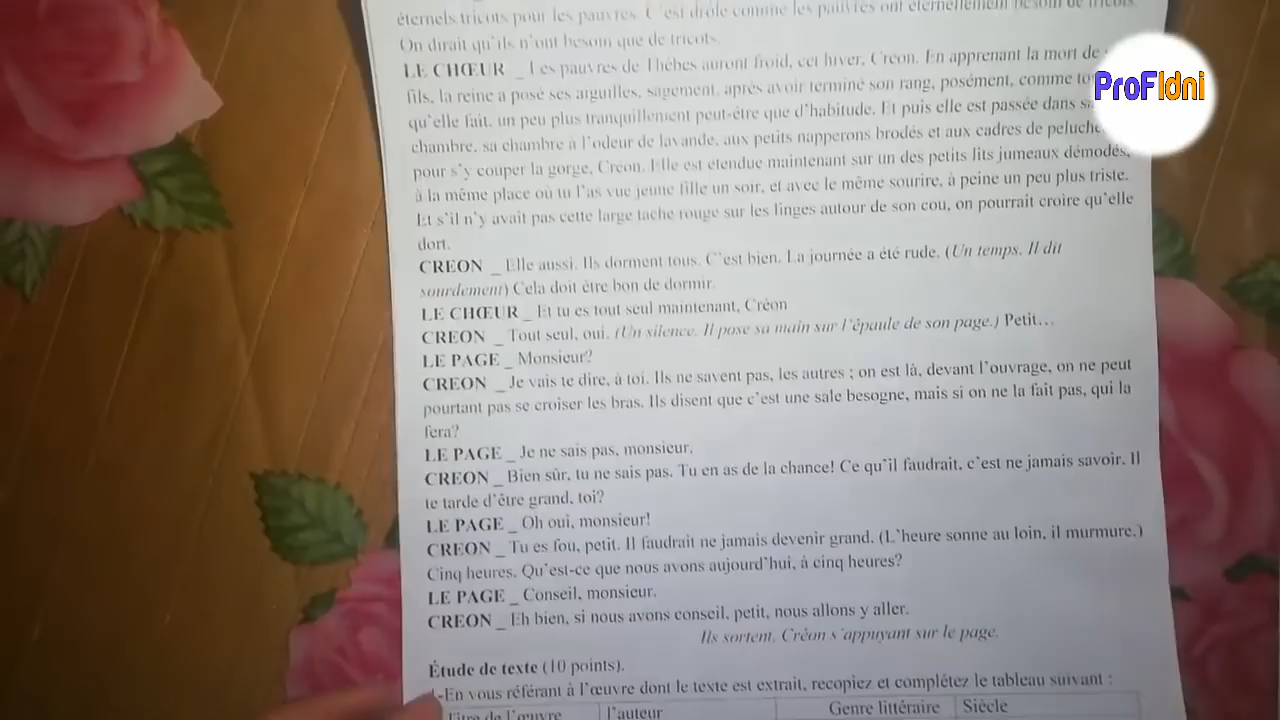 éternels tricots pour les pauvres. C'est drôle comme les pauvres ont éternellement besoin de tricots.
On dirait qu'ils n'ont besoin que de tricots.
LE CHŒUR _ Les pauvres de Thèbes auront froid, cet hiver, Créon. En apprenant la mort de
fils, la reine a posé ses aiguilles, sagement, après avoir terminé son rang, posément, comme
qu'elle fait, un peu plus tranquillement peut-être que d'habitude. Et puis elle est passée dans
chambre, sa chambre à l'odeur de lavande, aux petits napperons brodés et aux cadres de peluche
pour s'y couper la gorge, Créon. Elle est étendue maintenant sur un des petits lits jumeaux démodés,
à la même place où tu l'as vue jeune fille un soir, et avec le même sourire, à peine un peu plus triste.
Et s'il n'y avait pas cette large tache rouge sur les linges autour de son cou, on pourrait croire qu'elle
dort.
CREON _ Elle aussi. Ils dorment tous. C'est bien. La journée a été rude. (Un temps. Il dit
sourdement) Cela doit être bon de dormir.
LE CHŒUR _ Et tu es tout seul maintenant, Créon
CREON _ Tout seul, oui. (Un silence. Il pose sa main sur l'épaule de son page.) Petit…
LE PAGE _ Monsieur?
CREON _ Je vais te dire, à toi. Ils ne savent pas, les autres ; on est là, devant l'ouvrage, on ne peut
pourtant pas se croiser les bras. Ils disent que c'est une sale besogne, mais si on ne la fait pas, qui la
fera?
LE PAGE _ Je ne sais pas, monsieur.
CREON _ Bien sûr, tu ne sais pas. Tu en as de la chance! Ce qu'il faudrait, c'est ne jamais savoir. Il
te tarde d'être grand, toi?
LE PAGE _ Oh oui, monsieur!
CREON _ Tu es fou, petit. Il faudrait ne jamais devenir grand. (L'heure sonne au loin, il murmure.)
Cinq heures. Qu'est-ce que nous avons aujourd'hui, à cinq heures?
LE PAGE _ Conseil, monsieur.
CREON _ Eh bien, si nous avons conseil, petit, nous allons y aller.
Ils sortent. Créon s'appuyant sur le page.
Étude de texte (10 points).
-En vous référant à l'œuvre dont le texte est extrait, recopiez et complétez le tableau suivant :
Titre de l'œuvre l'auteur Genre littéraire Siècle
ProFIdni